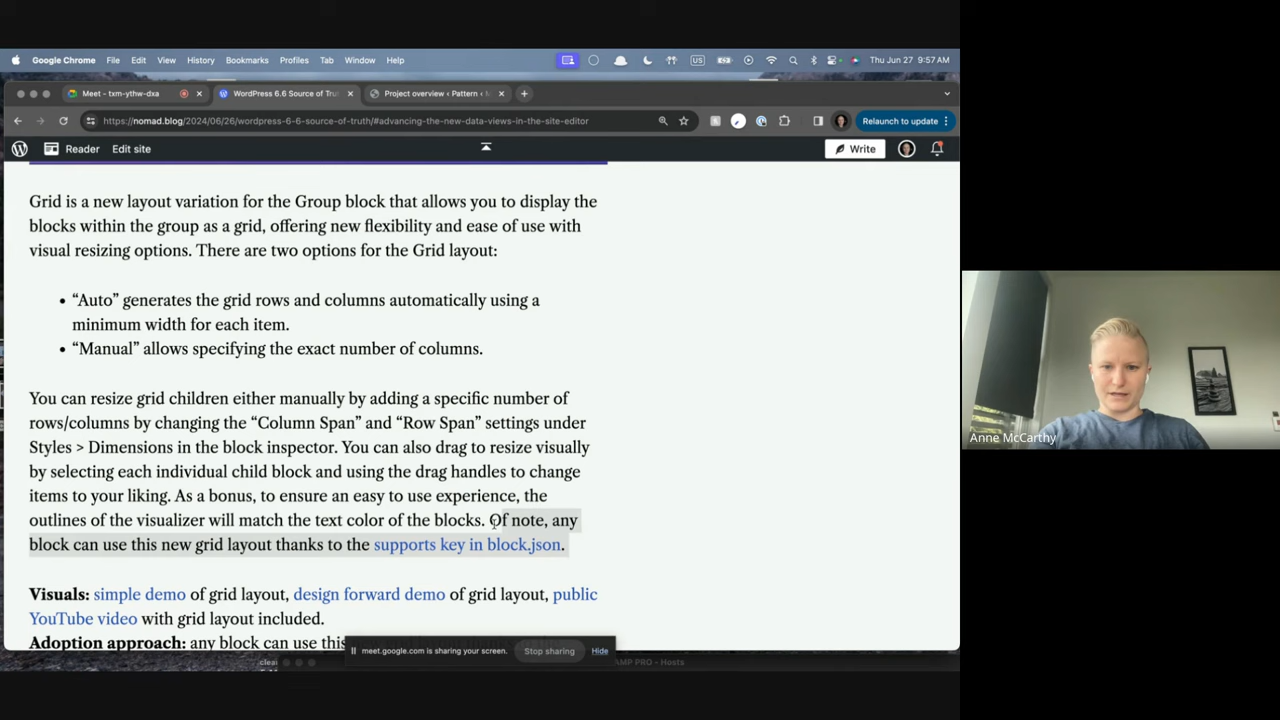 Google Chrome File Edit View History Bookmarks Profiles Tab Window Help US Thu Jun 27 9:57 AM
Meet - txm-ythw-dxa WordPress 6.6 Source of Tru Project overview ‹ Pattern ‹
https://nomad.blog/2024/06/26/wordpress-6-6-source-of-truth/#advancing-the-new-data-views-in-the-site-editor Relaunch to update
Reader Edit site Write
Grid is a new layout variation for the Group block that allows you to display the
blocks within the group as a grid, offering new flexibility and ease of use with
visual resizing options. There are two options for the Grid layout:
• “Auto” generates the grid rows and columns automatically using a
minimum width for each item.
• “Manual” allows specifying the exact number of columns.
You can resize grid children either manually by adding a specific number of
rows/columns by changing the “Column Span” and “Row Span” settings under
Styles > Dimensions in the block inspector. You can also drag to resize visually
by selecting each individual child block and using the drag handles to change
items to your liking. As a bonus, to ensure an easy to use experience, the
outlines of the visualizer will match the text color of the blocks. Of note, any
block can use this new grid layout thanks to the supports key in block.json.
Visuals: simple demo of grid layout, design forward demo of grid layout, public
YouTube video with grid layout included.
Adoption approach: any block can use this
meet.google.com is sharing your screen. Stop sharing Hide
AMP PRO - Hosts
Anne McCarthy